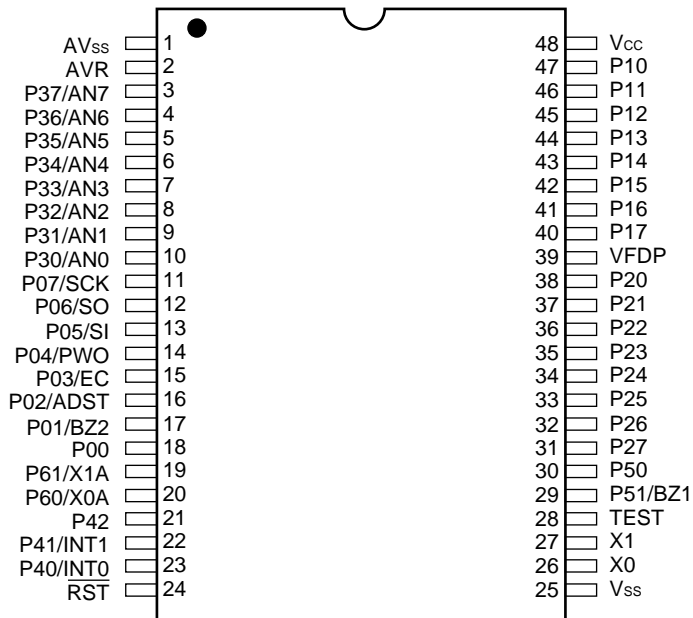 AVss 1 48 Vcc
AVR 2 47 P10
P37/AN7 3 46 P11
P36/AN6 4 45 P12
P35/AN5 5 44 P13
P34/AN4 6 43 P14
P33/AN3 7 42 P15
P32/AN2 8 41 P16
P31/AN1 9 40 P17
P30/AN0 10 39 VFDP
P07/SCK 11 38 P20
P06/SO 12 37 P21
P05/SI 13 36 P22
P04/PWO 14 35 P23
P03/EC 15 34 P24
P02/ADST 16 33 P25
P01/BZ2 17 32 P26
P00 18 31 P27
P61/X1A 19 30 P50
P60/X0A 20 29 P51/BZ1
P42 21 28 TEST
P41/INT1 22 27 X1
P40/INT0 23 26 X0
RST 24 25 Vss